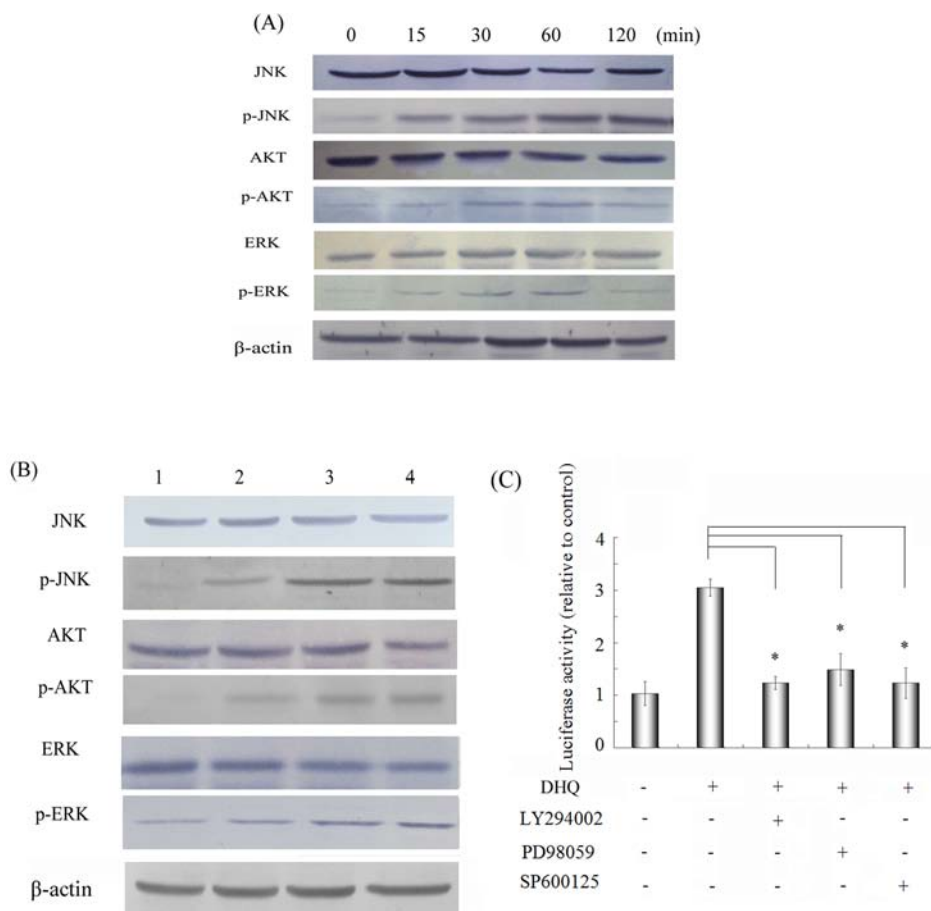 (A)
0 15 30 60 120 (min)
JNK
p-JNK
AKT
p-AKT
ERK
p-ERK
β-actin
(B)
1 2 3 4
JNK
p-JNK
AKT
p-AKT
ERK
p-ERK
β-actin
(C)
Luciferase activity (relative to control)
4
3
2
1
0
* * *
DHQ - + + + +
LY294002 - - + - -
PD98059 - - - + -
SP600125 - - - - +